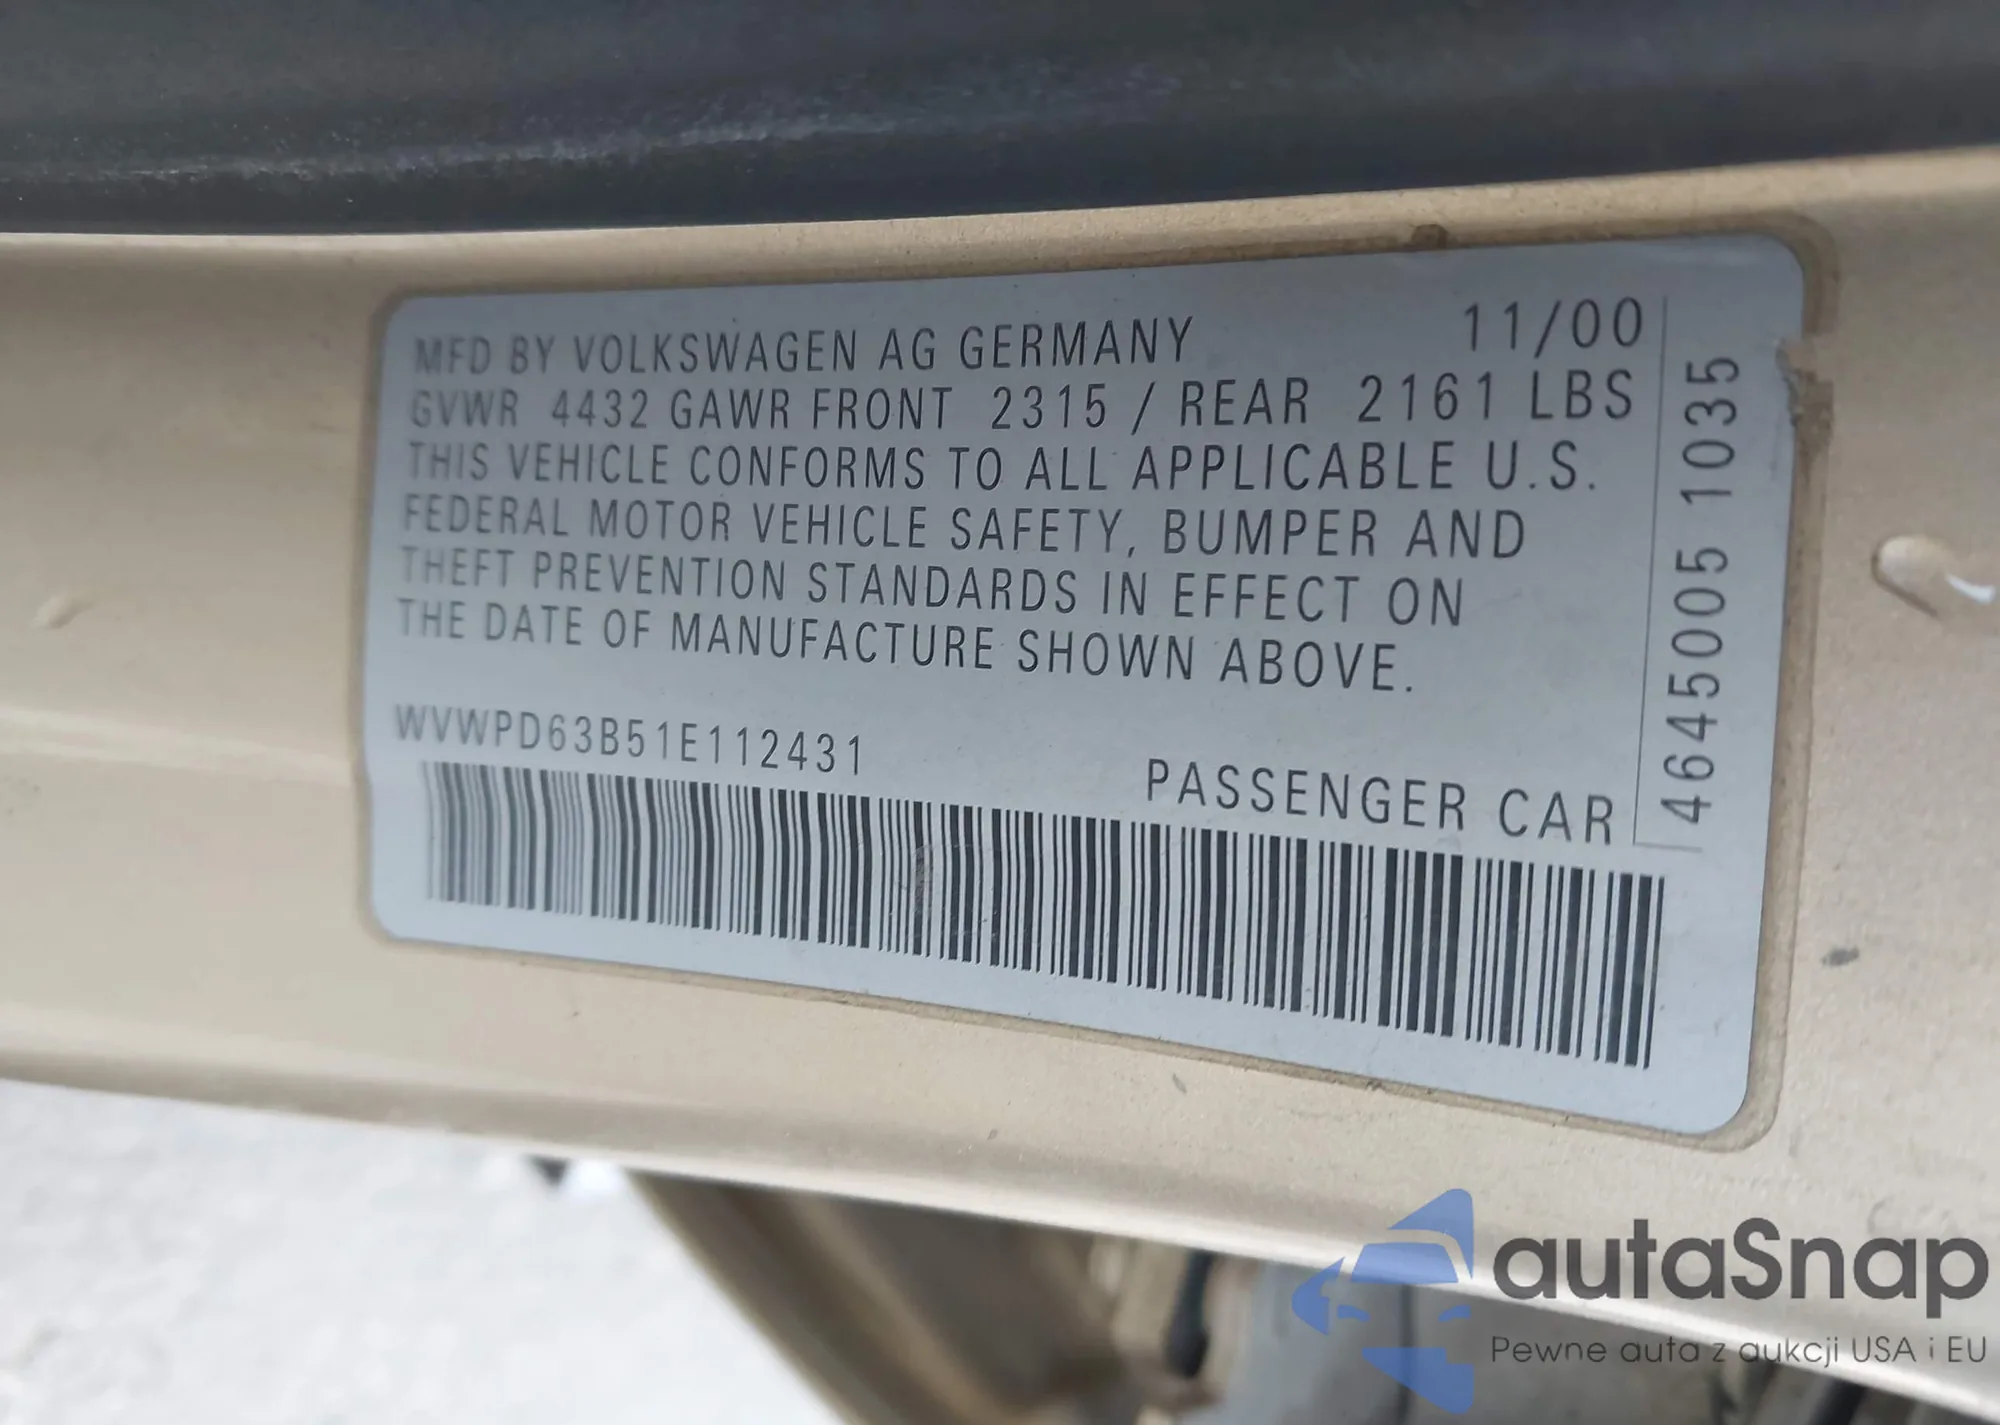 MFD BY VOLKSWAGEN AG GERMANY 11/00
GVWR 4432 GAWR FRONT 2315 / REAR 2161 LBS
THIS VEHICLE CONFORMS TO ALL APPLICABLE U.S.
FEDERAL MOTOR VEHICLE SAFETY, BUMPER AND
THEFT PREVENTION STANDARDS IN EFFECT ON
THE DATE OF MANUFACTURE SHOWN ABOVE.
WVWPD63B51E112431
PASSENGER CAR
4645005 1035
autaSnap
Pewne auta z aukcji USA i EU